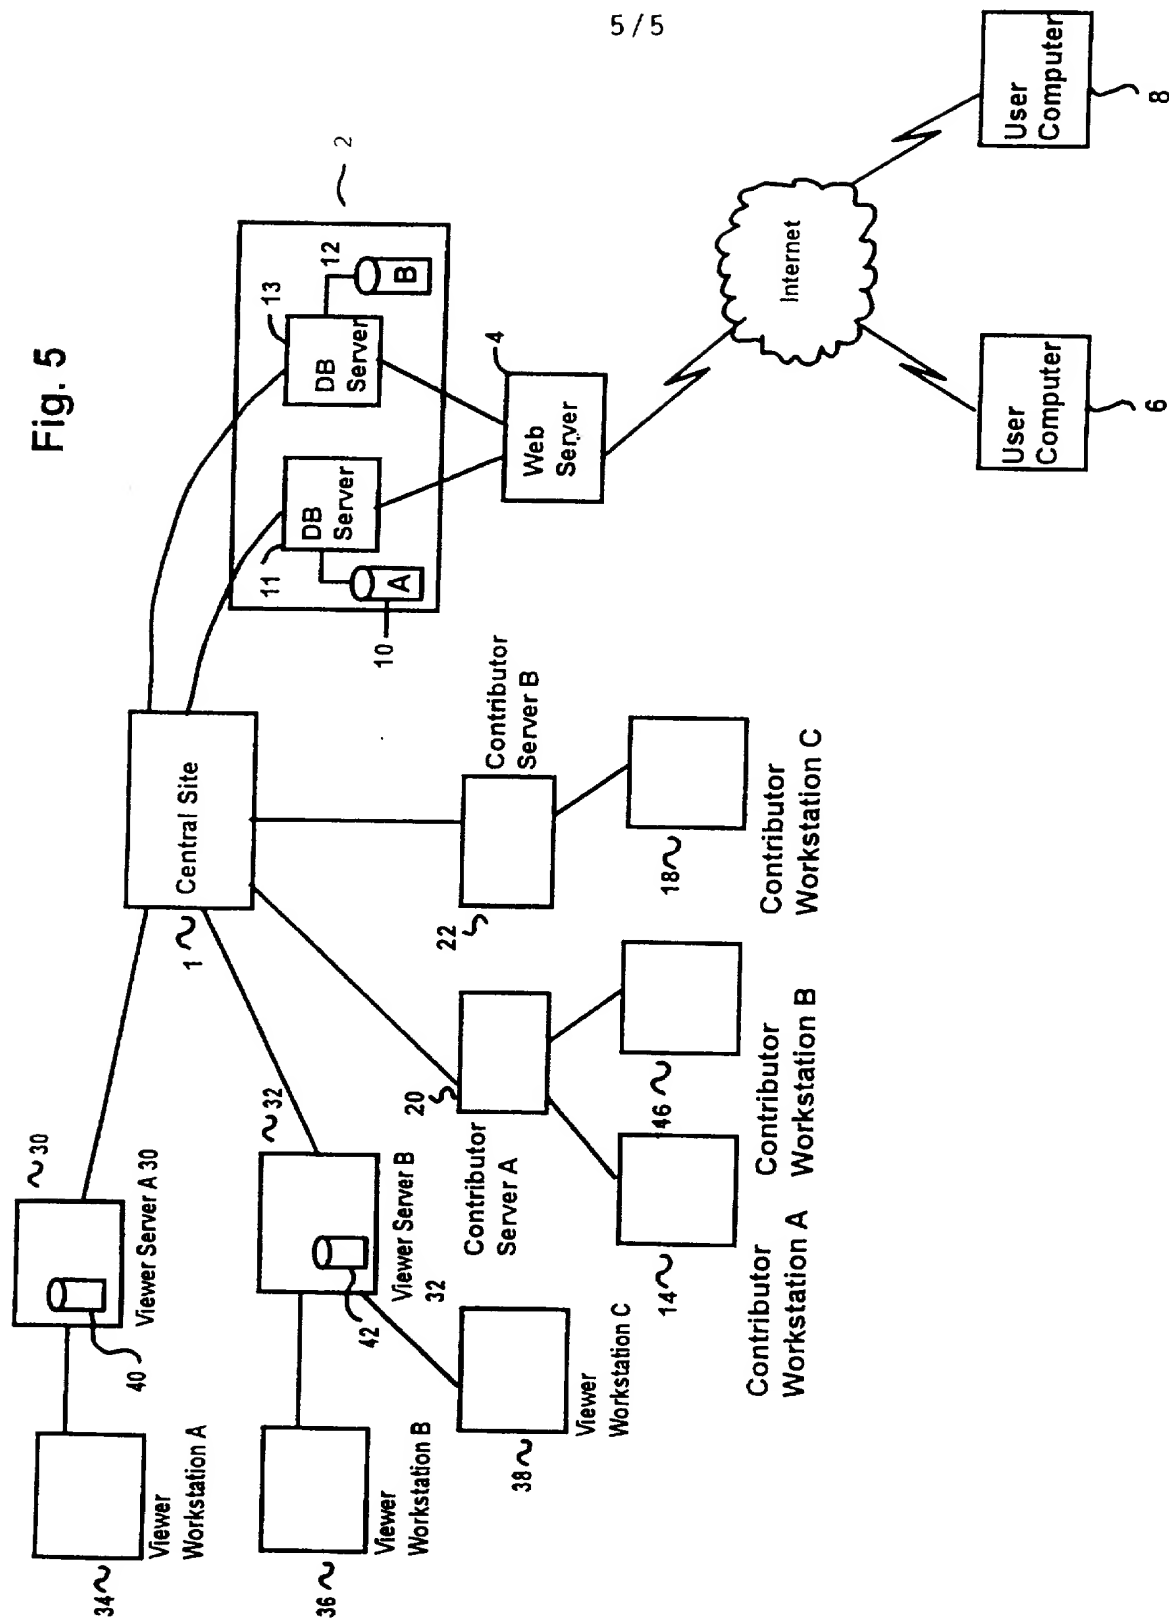 5/5
Fig. 5
34
Viewer
Workstation A
40
30
Viewer Server A 30
36
Viewer
Workstation B
42
32
Viewer Server B
32
38
Viewer
Workstation C
1
Central Site
20
Contributor
Server A
22
Contributor
Server B
14
Contributor
Workstation A
146
Contributor
Workstation B
18
Contributor
Workstation C
2
11
DB
Server
13
DB
Server
10
A
12
B
4
Web
Server
Internet
User
Computer
6
User
Computer
8